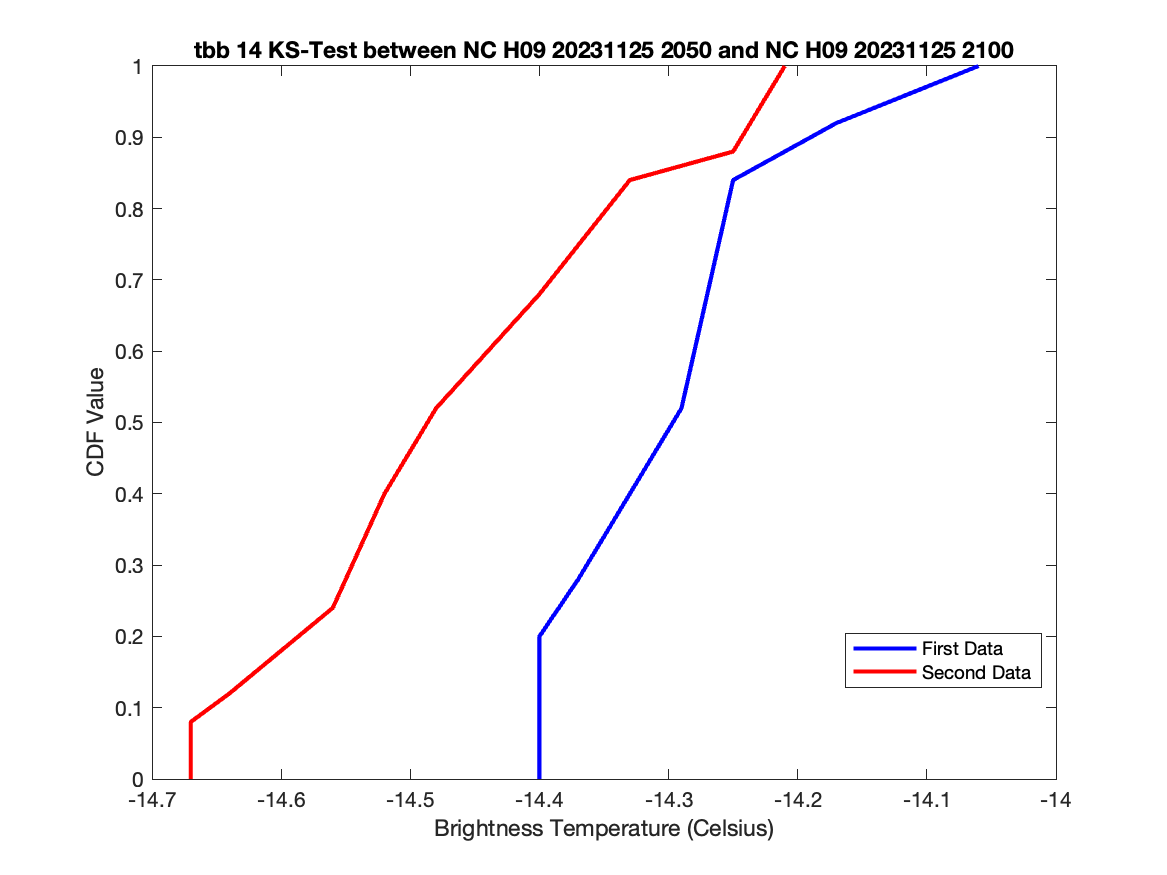 tbb 14 KS-Test between NC H09 20231125 2050 and NC H09 20231125 2100
1
0.9
0.8
0.7
0.6
0.5
0.4
0.3
0.2
0.1
0
CDF Value
First Data
Second Data
-14.7 -14.6 -14.5 -14.4 -14.3 -14.2 -14.1 -14
Brightness Temperature (Celsius)